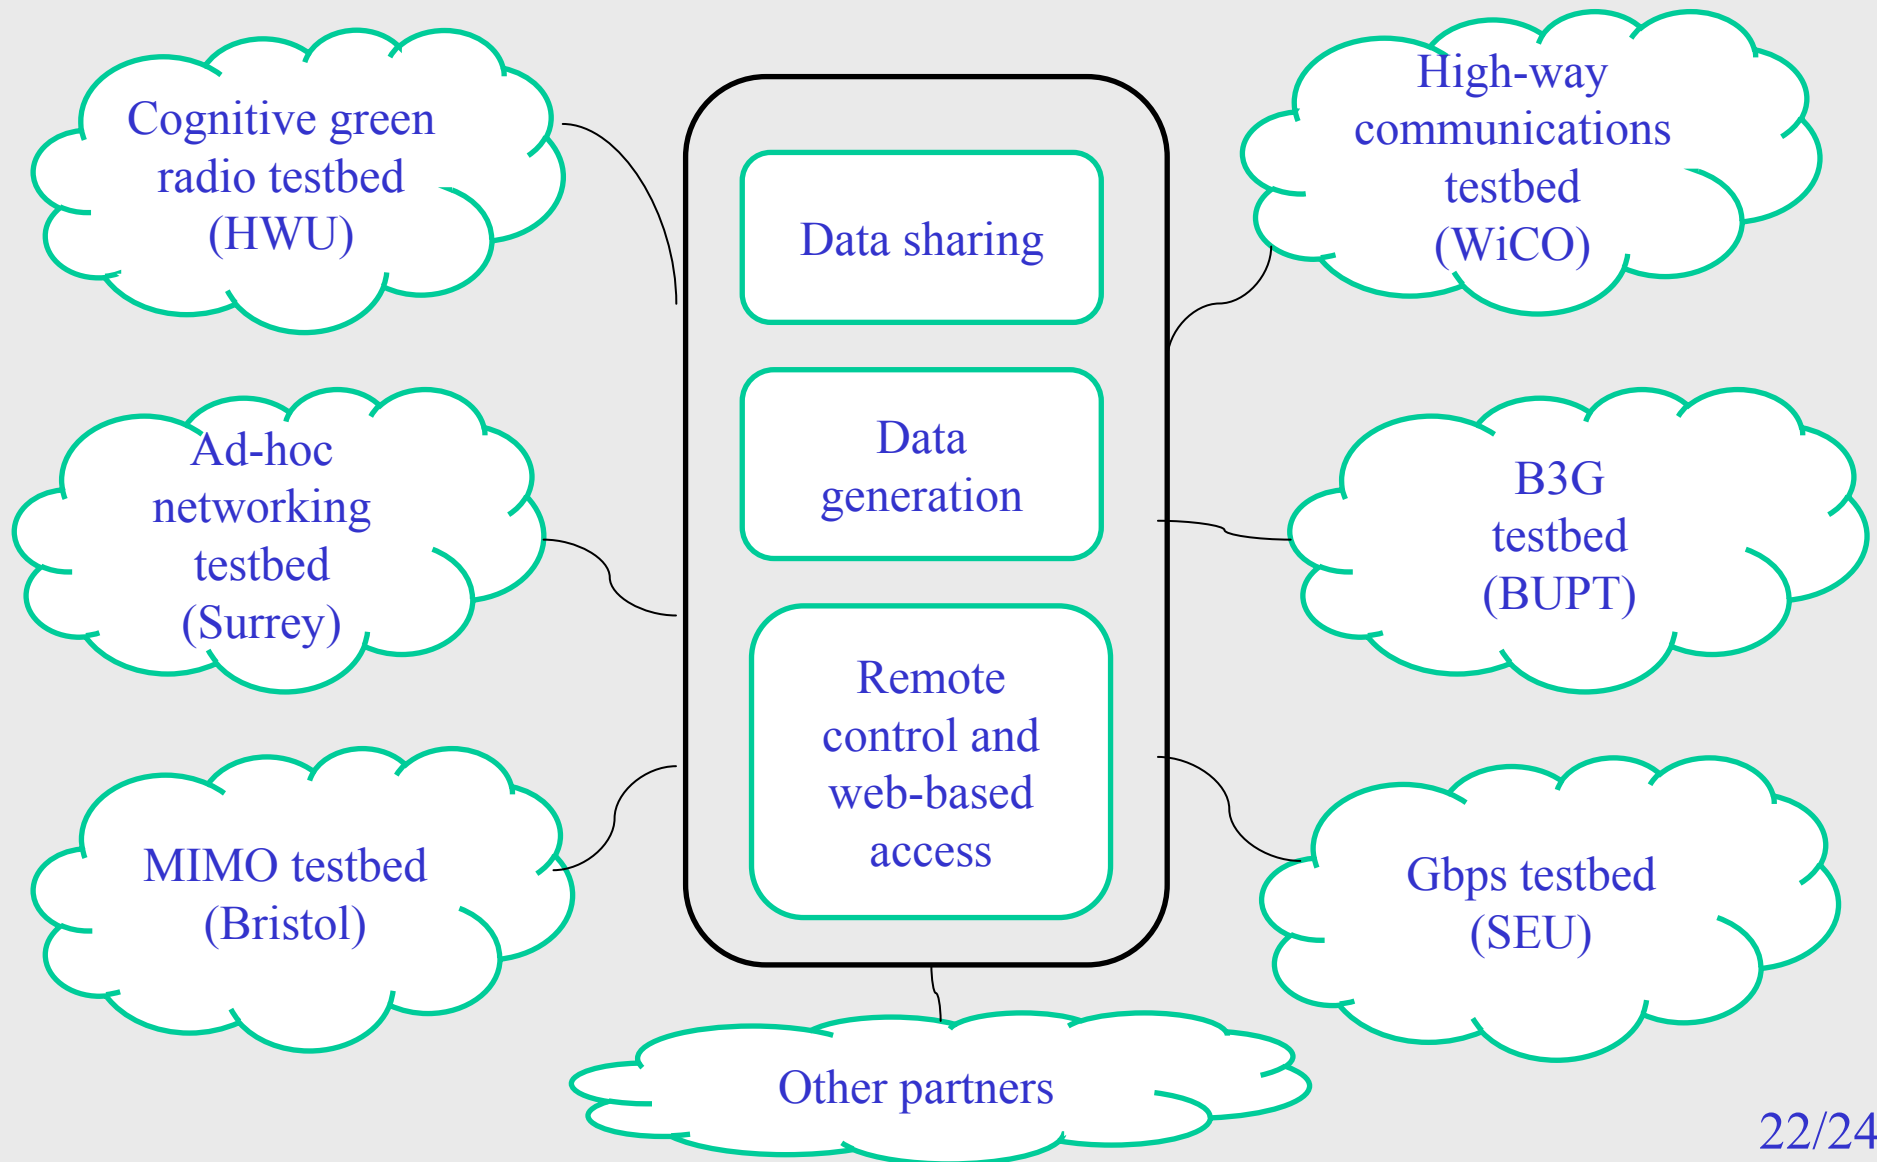 Cognitive green
radio testbed
(HWU)
Ad-hoc
networking
testbed
(Surrey)
MIMO testbed
(Bristol)
Data sharing
Data
generation
Remote
control and
web-based
access
High-way
communications
testbed
(WiCO)
B3G
testbed
(BUPT)
Gbps testbed
(SEU)
Other partners
22/24